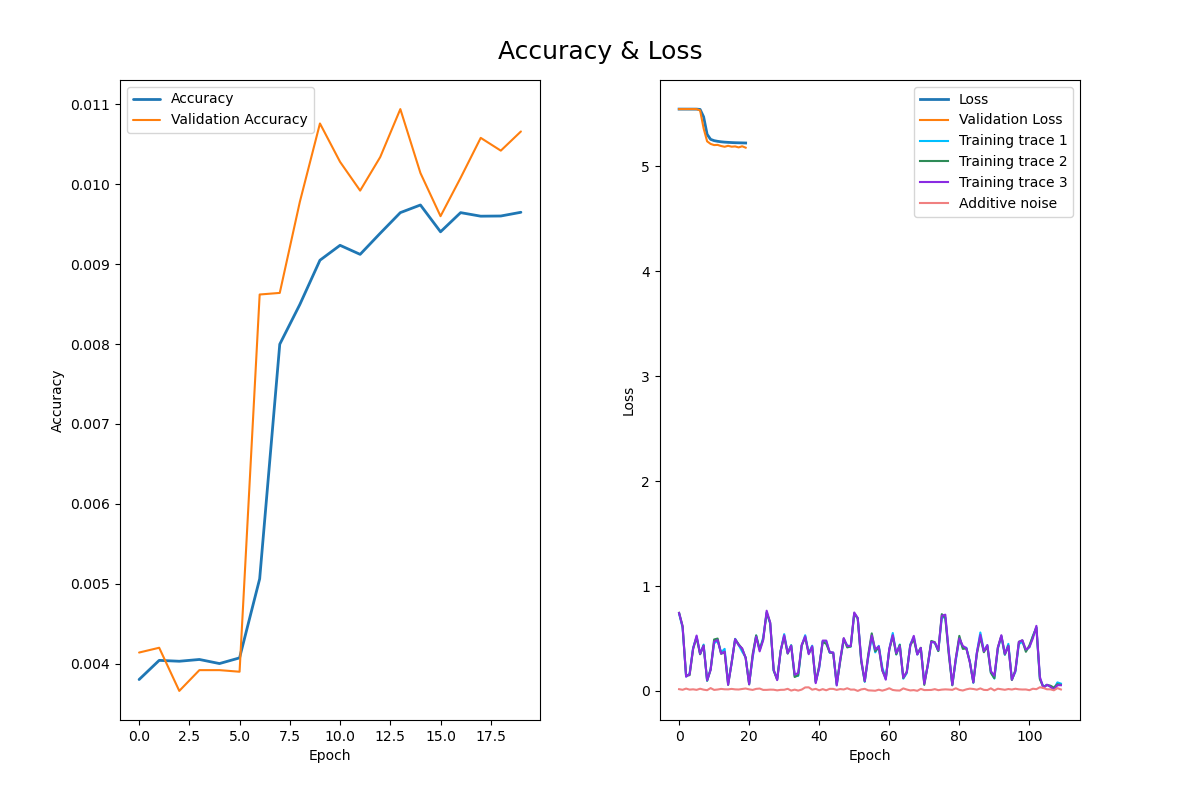 Accuracy & Loss
Accuracy
Validation Accuracy
0.011
0.010
0.009
0.008
0.007
0.006
0.005
0.004
Accuracy
0.0 2.5 5.0 7.5 10.0 12.5 15.0 17.5
Epoch
Loss
Validation Loss
Training trace 1
Training trace 2
Training trace 3
Additive noise
5
4
3
2
1
0
Loss
0 20 40 60 80 100
Epoch